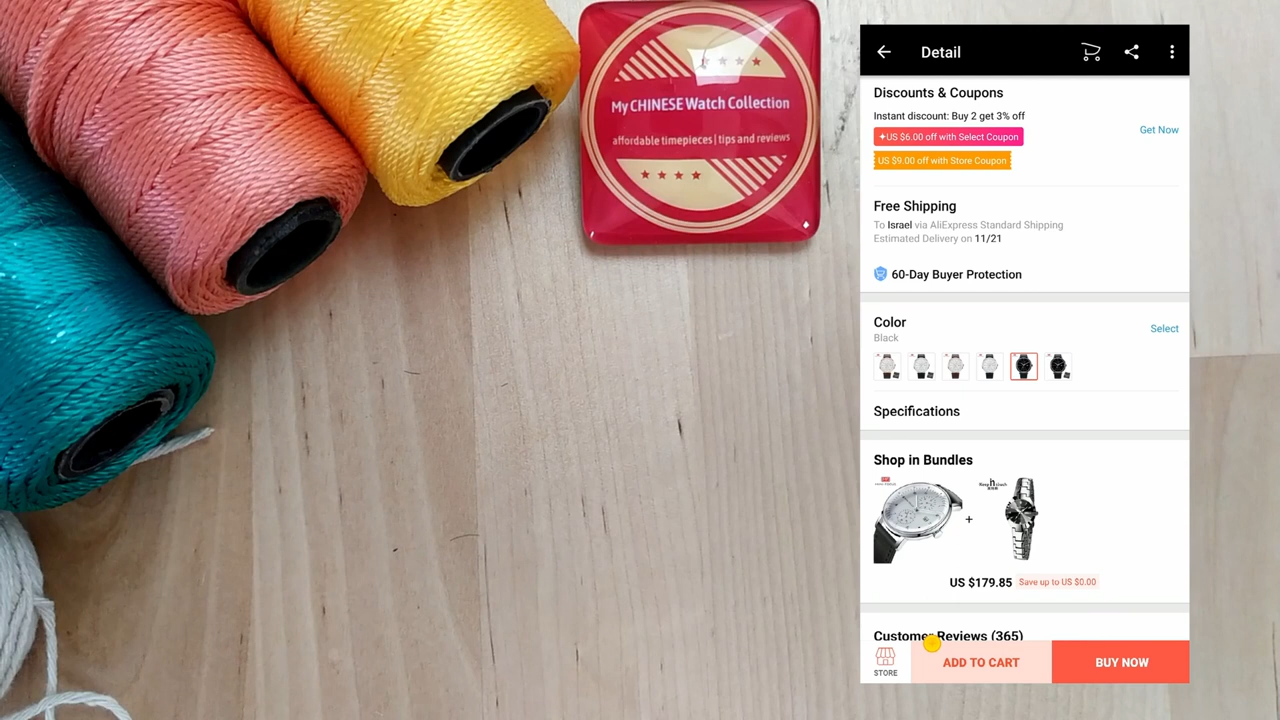 My CHINESE Watch Collection
affordable timepieces | tips and reviews
Detail
Discounts & Coupons
Instant discount: Buy 2 get 3% off
US $6.00 off with Select Coupon
Get Now
US $9.00 off with Store Coupon
Free Shipping
To Israel via AliExpress Standard Shipping
Estimated Delivery on 11/21
60-Day Buyer Protection
Color
Select
Black
Specifications
Shop in Bundles
+
US $179.85 Save up to US $0.00
Customer Reviews (365)
STORE
ADD TO CART
BUY NOW